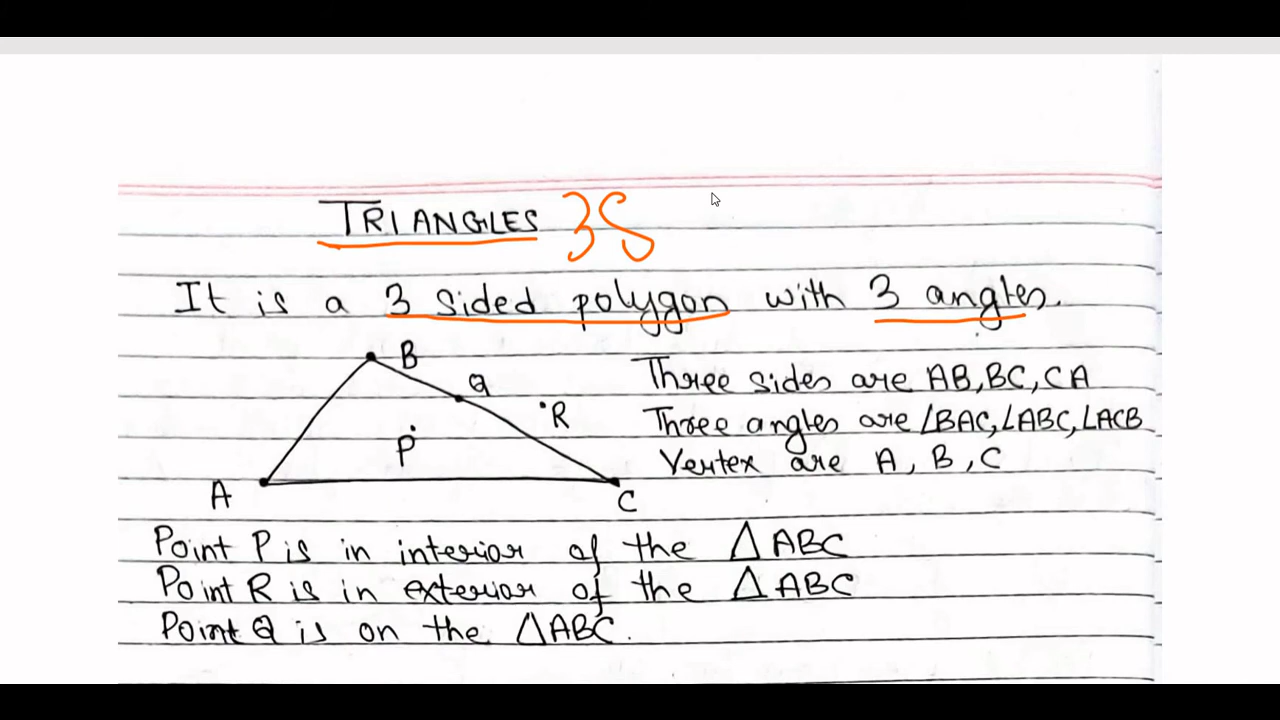 TRIANGLES 3S
It is a 3 sided polygon with 3 angles.
B
Q
R
P
A
C
Three sides are AB, BC, CA
Three angles are ∠BAC, ∠ABC, ∠ACB
Vertex are A, B, C
Point P is in interior of the △ABC
Point R is in exterior of the △ABC
Point Q is on the △ABC.